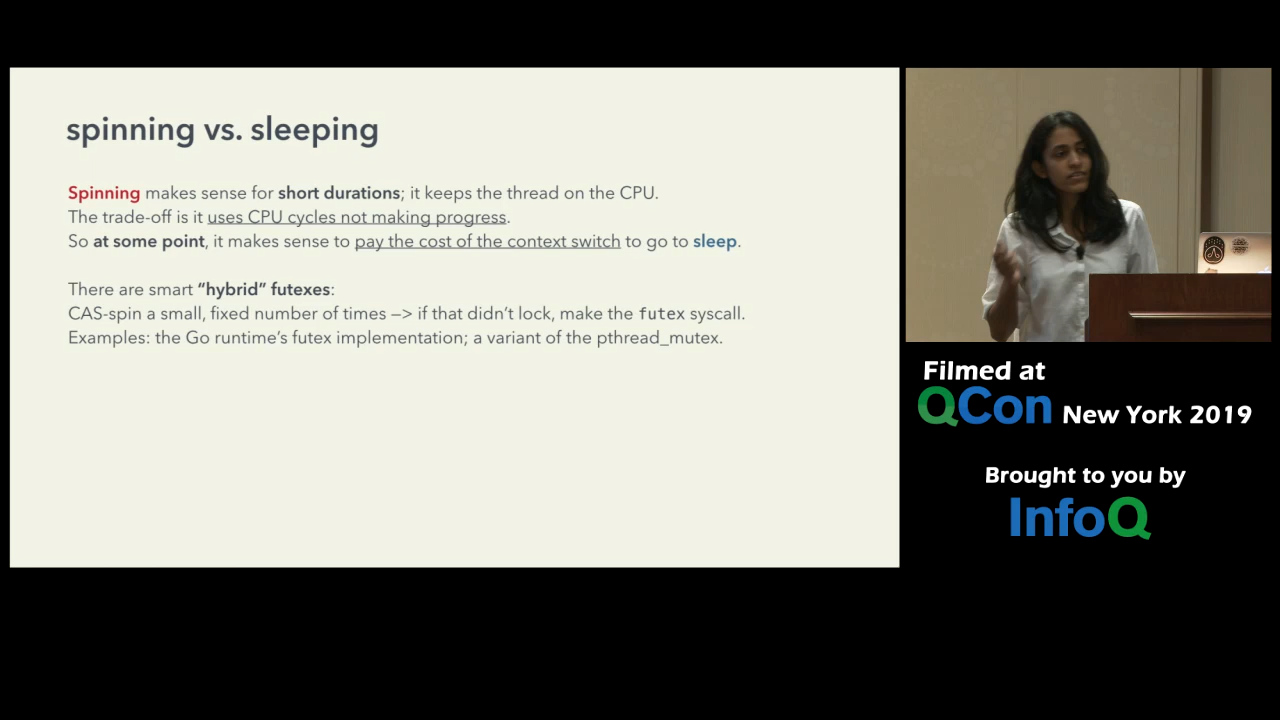 spinning vs. sleeping
Spinning makes sense for short durations; it keeps the thread on the CPU.
The trade-off is it uses CPU cycles not making progress.
So at some point, it makes sense to pay the cost of the context switch to go to sleep.
There are smart “hybrid” futexes:
CAS-spin a small, fixed number of times —> if that didn’t lock, make the futex syscall.
Examples: the Go runtime’s futex implementation; a variant of the pthread_mutex.
Filmed at
QCon New York 2019
Brought to you by
InfoQ